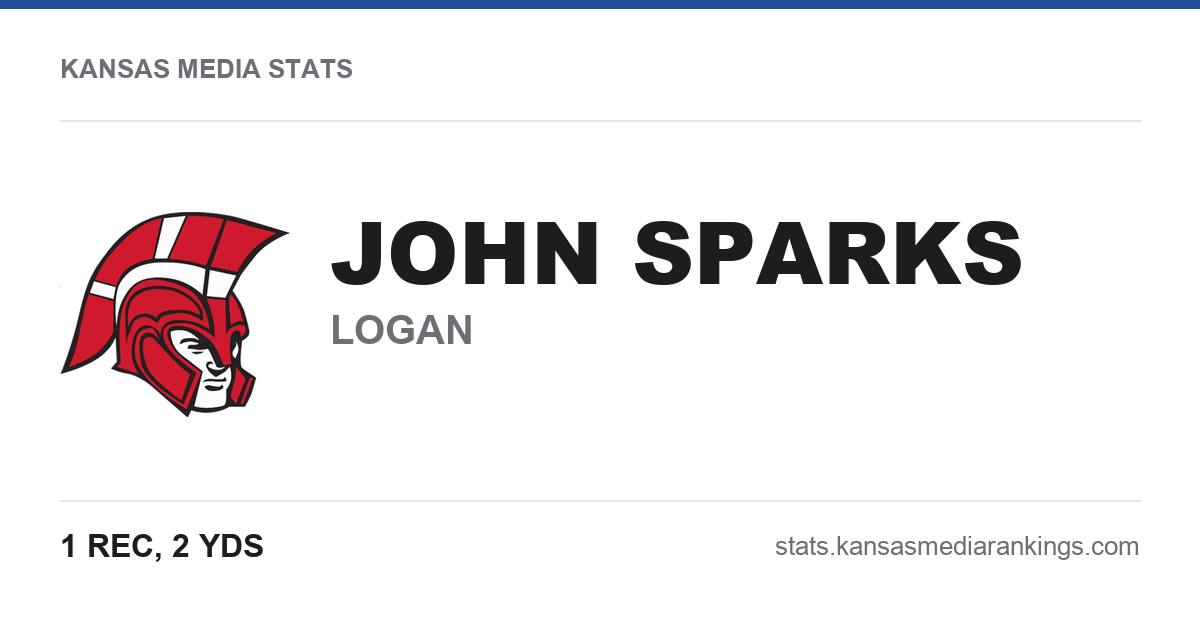 KANSAS MEDIA STATS
JOHN SPARKS
LOGAN
1 REC, 2 YDS
stats.kansasmediarankings.com